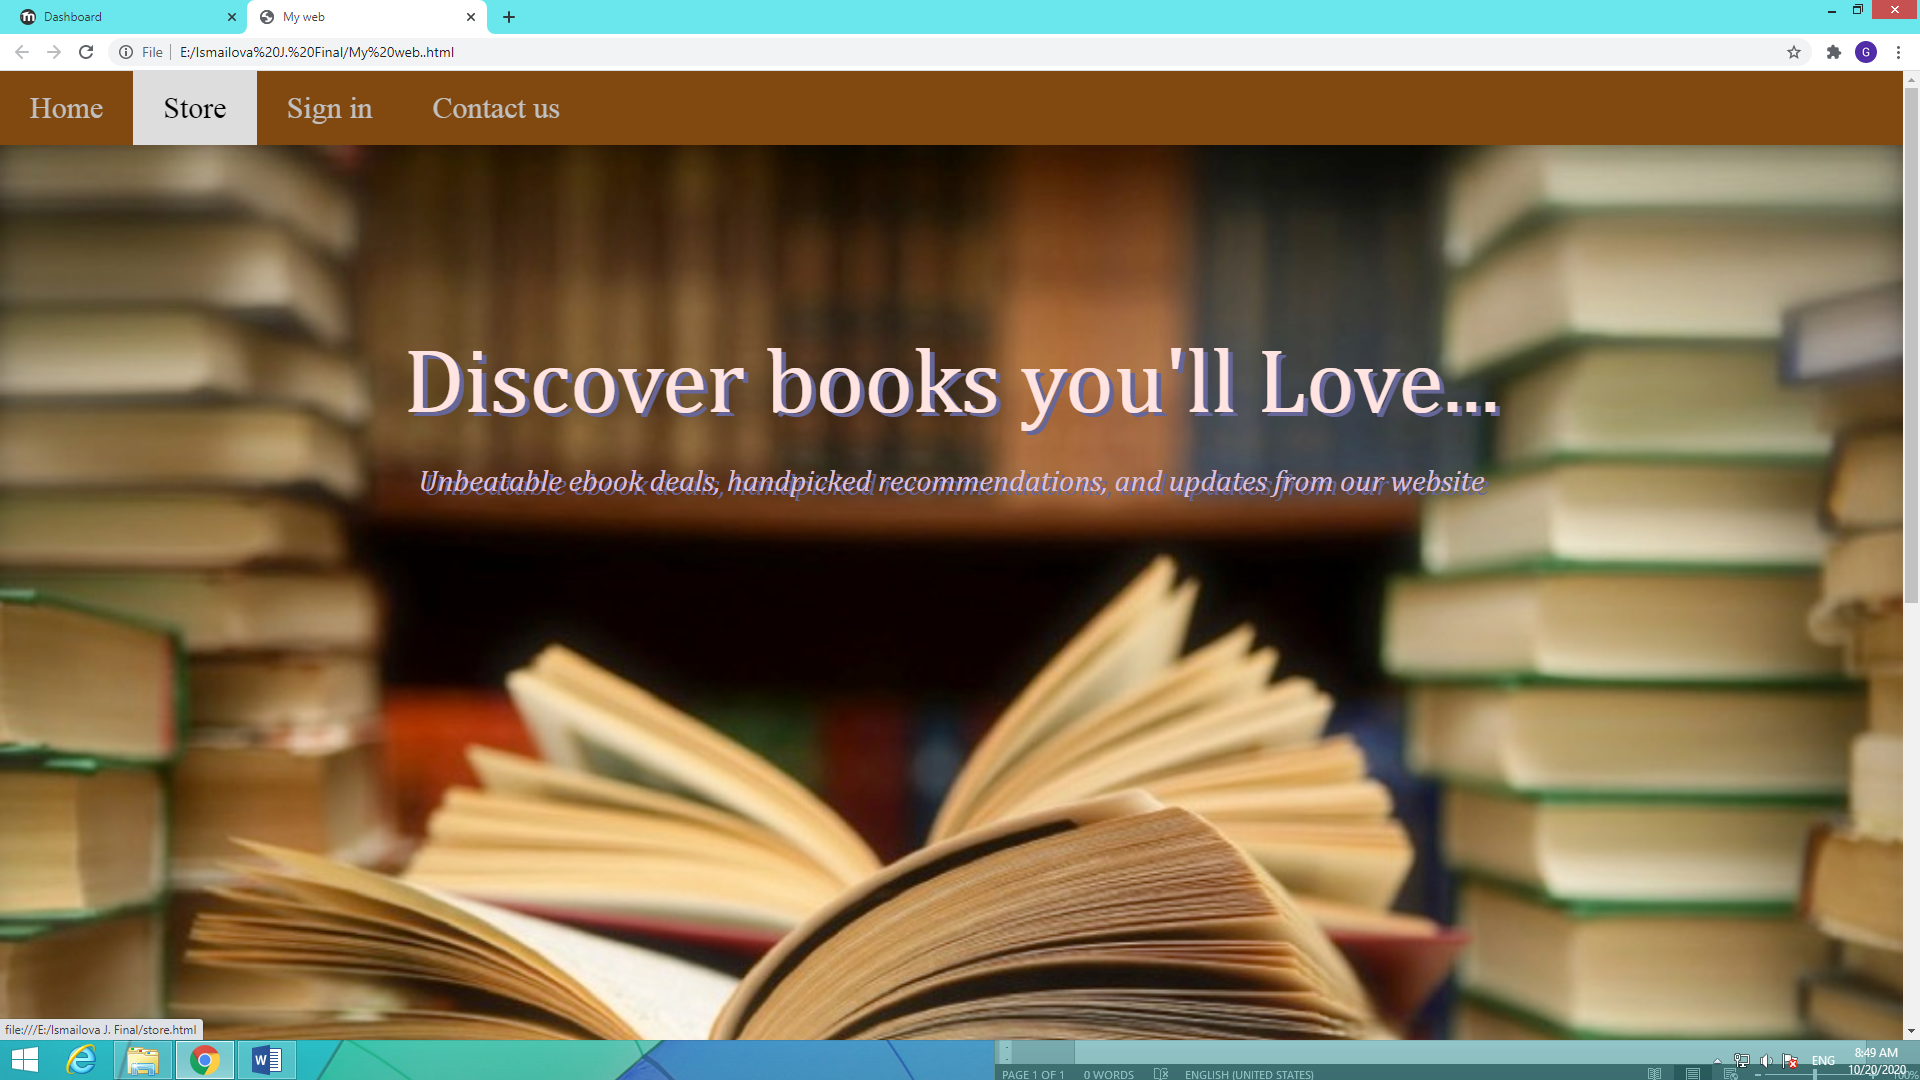 Dashboard
My web
File
E:/Ismailova%20J.%20Final/My%20web..html
G
Home
Store
Sign in
Contact us
Discover books you'll Love...
Unbeatable ebook deals, handpicked recommendations, and updates from our website
file:///E:/Ismailova J. Final/store.html
PAGE 1 OF 1
0 WORDS
ENGLISH (UNITED STATES)
ENG
8:49 AM
10/20/2020
100%